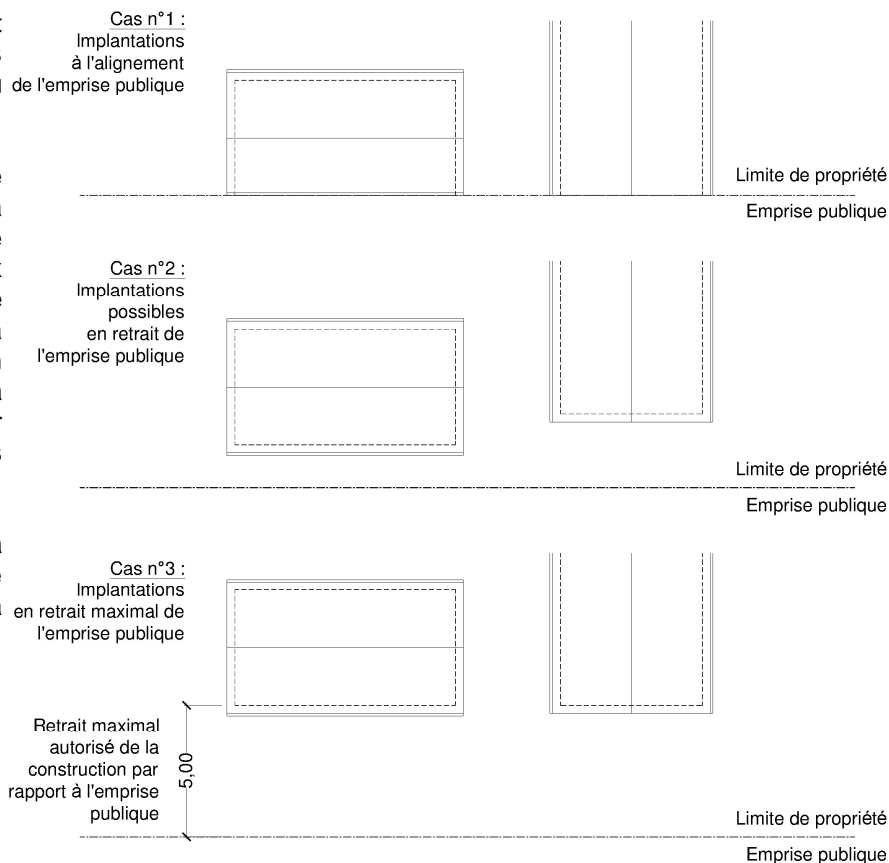 Cas n°1 :
Implantations
à l'alignement
de l'emprise publique
Limite de propriété
Emprise publique
Cas n°2 :
Implantations
possibles
en retrait de
l'emprise publique
Limite de propriété
Emprise publique
Cas n°3 :
Implantations
en retrait maximal de
l'emprise publique
Retrait maximal
autorisé de la
construction par
rapport à l'emprise
publique
5,00
Limite de propriété
Emprise publique